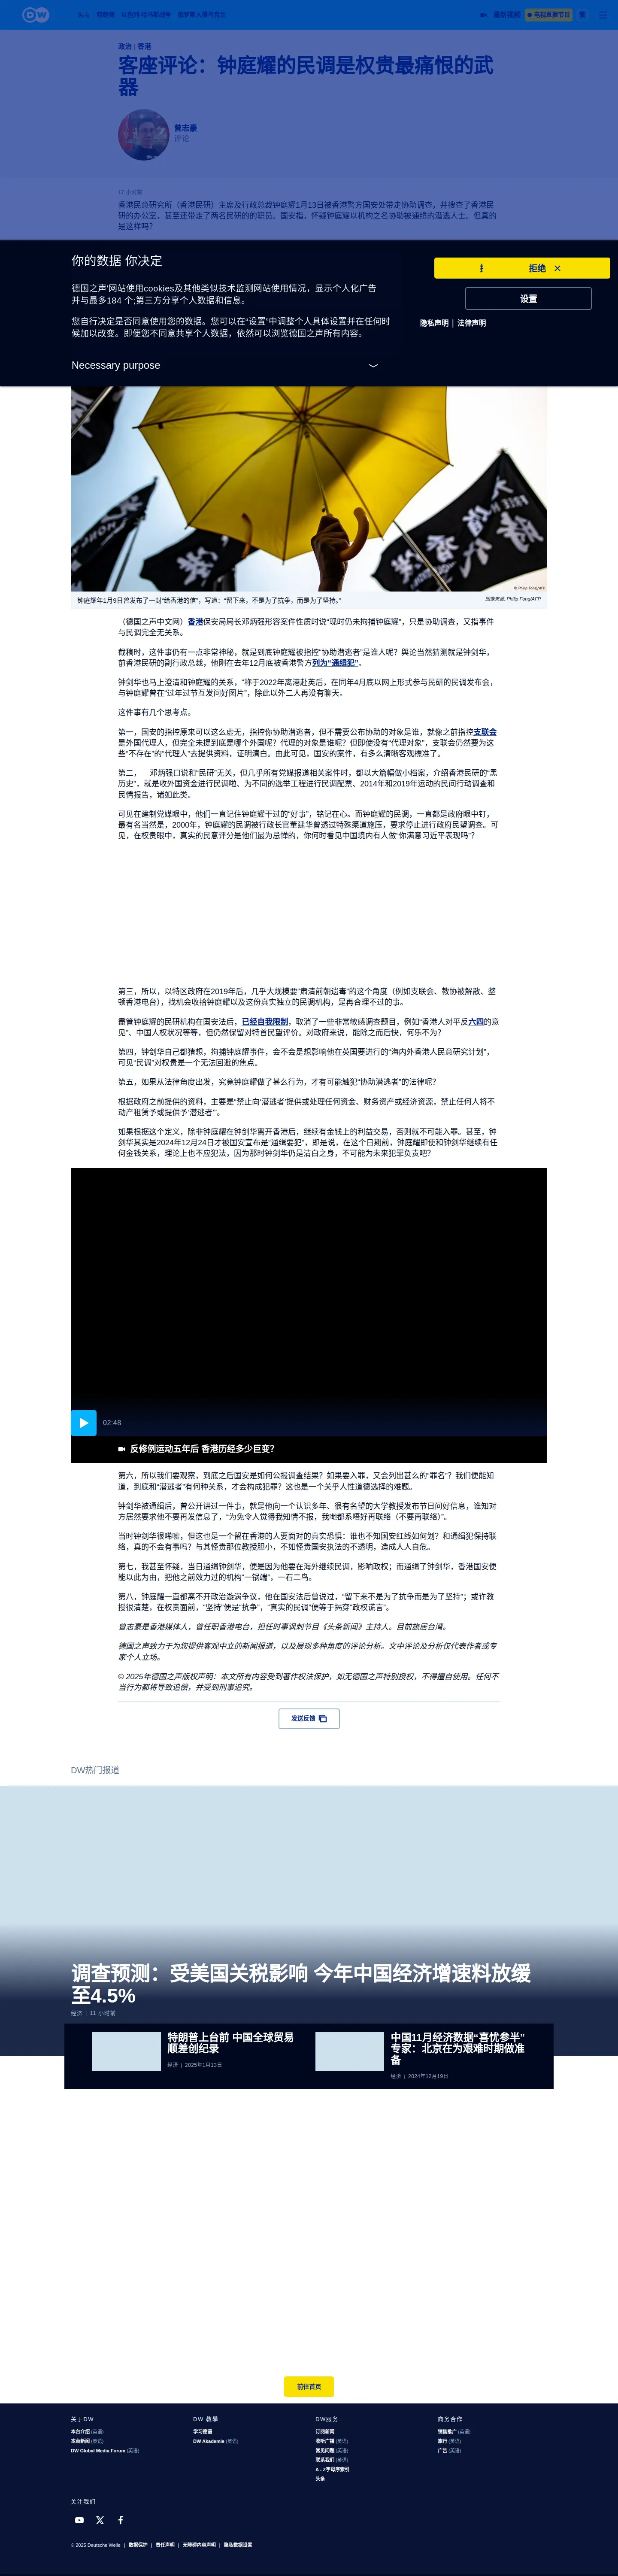 DW
焦点 特朗普 以色列-哈马斯战争 俄罗斯入侵乌克兰
最新视频
电视直播节目
政治 | 香港
客座评论：钟庭耀的民调是权贵最痛恨的武
器
曾志豪
评论
17 小时前
香港民意研究所（香港民研）主席及行政总裁钟庭耀1月13日被香港警方国安处带走协助调查，并搜查了香港民
研的办公室，甚至还带走了两名民研的的职员。国安指，怀疑钟庭耀以机构之名协助被通缉的潜逃人士。但真的
是这样吗？
你的数据 你决定
拒绝
德国之声'网站使用cookies及其他类似技术监测网站使用情况，显示个人化广告
并与最多184 个;第三方分享个人数据和信息。
设置
您自行决定是否同意使用您的数据。您可以在“设置”中调整个人具体设置并在任何时
候加以改变。即便您不同意共享个人数据，依然可以浏览德国之声所有内容。
隐私声明 | 法律声明
Necessary purpose
© Philip Fong/AFP
钟庭耀年1月9日曾发布了一封“给香港的信”，写道：“留下来，不是为了抗争，而是为了坚持。”
图像来源: Philip Fong/AFP
（德国之声中文网）香港保安局局长邓炳强形容案件性质时说“现时仍未拘捕钟庭耀”，只是协助调查，又指事件
与民调完全无关系。
截稿时，这件事仍有一点非常神秘，就是到底钟庭耀被指控“协助潜逃者”是谁人呢？舆论当然猜测就是钟剑华，
前香港民研的副行政总裁，他刚在去年12月底被香港警方列为“通缉犯”。
钟剑华也马上澄清和钟庭耀的关系，“称于2022年离港赴英后，在同年4月底以网上形式参与民研的民调发布会，
与钟庭耀曾在“过年过节互发问好图片”，除此以外二人再没有聊天。
这件事有几个思考点。
第一，国安的指控原来可以这么虚无，指控你协助潜逃者，但不需要公布协助的对象是谁，就像之前指控支联会
是外国代理人，但完全未提到底是哪个外国呢？代理的对象是谁呢？但即使没有“代理对象”，支联会仍然要为这
些“不存在”的“代理人”去提供资料，证明清白。由此可见，国安的案件，有多么清晰客观标准了。
第二， 邓炳强口说和“民研”无关，但几乎所有党媒报道相关案件时，都以大篇幅做小档案，介绍香港民研的“黑
历史”，就是收外国资金进行民调啦、为不同的选举工程进行民调配票、2014年和2019年运动的民间行动调查和
民情报告，诸如此类。
可见在建制党媒眼中，他们一直记住钟庭耀干过的“好事”，铭记在心。而钟庭耀的民调，一直都是政府眼中钉，
最有名当然是，2000年，钟庭耀的民调被行政长官董建华曾透过特殊渠道施压，要求停止进行政府民望调查。可
见，在权贵眼中，真实的民意评分是他们最为忌惮的，你何时看见中国境内有人做“你满意习近平表现吗”？
第三，所以，以特区政府在2019年后，几乎大规模要“肃清前朝遗毒”的这个角度（例如支联会、教协被解散、整
顿香港电台），找机会收拾钟庭耀以及这份真实独立的民调机构，是再合理不过的事。
盡管钟庭耀的民研机构在国安法后，已经自我限制，取消了一些非常敏感调查题目，例如“香港人对平反六四的意
见”、中国人权状况等等，但仍然保留对特首民望评价。对政府来说，能除之而后快，何乐不为？
第四，钟剑华自己都猜想，拘捕钟庭耀事件，会不会是想影响他在英国要进行的“海内外香港人民意研究计划”，
可见“民调”对权贵是一个无法回避的焦点。
第五，如果从法律角度出发，究竟钟庭耀做了甚么行为，才有可能触犯“协助潜逃者”的法律呢？
根据政府之前提供的资料，主要是“禁止向‘潜逃者’提供或处理任何资金、财务资产或经济资源，禁止任何人将不
动产租赁予或提供予‘潜逃者’”。
如果根据这个定义，除非钟庭耀在钟剑华离开香港后，继续有金钱上的利益交易，否则就不可能入罪。甚至，钟
剑华其实是2024年12月24日才被国安宣布是“通缉要犯”，即是说，在这个日期前，钟庭耀即使和钟剑华继续有任
何金钱关系，理论上也不应犯法，因为那时钟剑华仍是清白之身，不可能为未来犯罪负责吧？
02:48
反修例运动五年后 香港历经多少巨变？
第六，所以我们要观察，到底之后国安是如何公报调查结果？如果要入罪，又会列出甚么的“罪名”？我们便能知
道，到底和“潜逃者”有何种关系，才会构成犯罪？这也是一个关乎人性道德选择的难题。
钟剑华被通缉后，曾公开讲过一件事，就是他向一个认识多年、很有名望的大学教授发布节日问好信息，谁知对
方居然要求他不要再发信息了，“为免令人觉得我知情不报，我哋都系唔好再联络（不要再联络）”。
当时钟剑华很唏嘘，但这也是一个留在香港的人要面对的真实恐惧：谁也不知国安红线如何划？和通缉犯保持联
络，真的不会有事吗？与其怪责那位教授胆小，不如怪责国安执法的不透明，造成人人自危。
第七，我甚至怀疑，当日通缉钟剑华，便是因为他要在海外继续民调，影响政权；而通缉了钟剑华，香港国安便
能以此为由，把他之前效力过的机构“一锅端”，一石二鸟。
第八，钟庭耀一直都离不开政治漩涡争议，他在国安法后曾说过，“留下来不是为了抗争而是为了坚持”；或许教
授很清楚，在权贵面前，“坚持”便是“抗争”，“真实的民调”便等于揭穿“政权谎言”。
曾志豪是香港媒体人，曾任职香港电台，担任时事讽刺节目《头条新闻》主持人。目前旅居台湾。
德国之声致力于为您提供客观中立的新闻报道，以及展现多种角度的评论分析。文中评论及分析仅代表作者或专
家个人立场。
© 2025年德国之声版权声明：本文所有内容受到著作权法保护，如无德国之声特别授权，不得擅自使用。任何不
当行为都将导致追偿，并受到刑事追究。
发送反馈
DW热门报道
调查预测：受美国关税影响 今年中国经济增速料放缓
至4.5%
经济 | 11 小时前
特朗普上台前 中国全球贸易
顺差创纪录
经济 | 2025年1月13日
中国11月经济数据“喜忧参半”
专家：北京在为艰难时期做准
备
经济 | 2024年12月19日
前往首页
关于DW
本台介绍 (英语)
本台新闻 (英语)
DW Global Media Forum (英语)
DW 教學
学习德语
DW Akademie (英语)
DW服务
订阅新闻
收听广播 (英语)
常见问题 (英语)
联系我们 (英语)
A - Z字母序索引
头条
商务合作
销售推广 (英语)
旅行 (英语)
广告 (英语)
关注我们
© 2025 Deutsche Welle | 数据保护 | 责任声明 | 无障碍内容声明 | 隐私数据设置